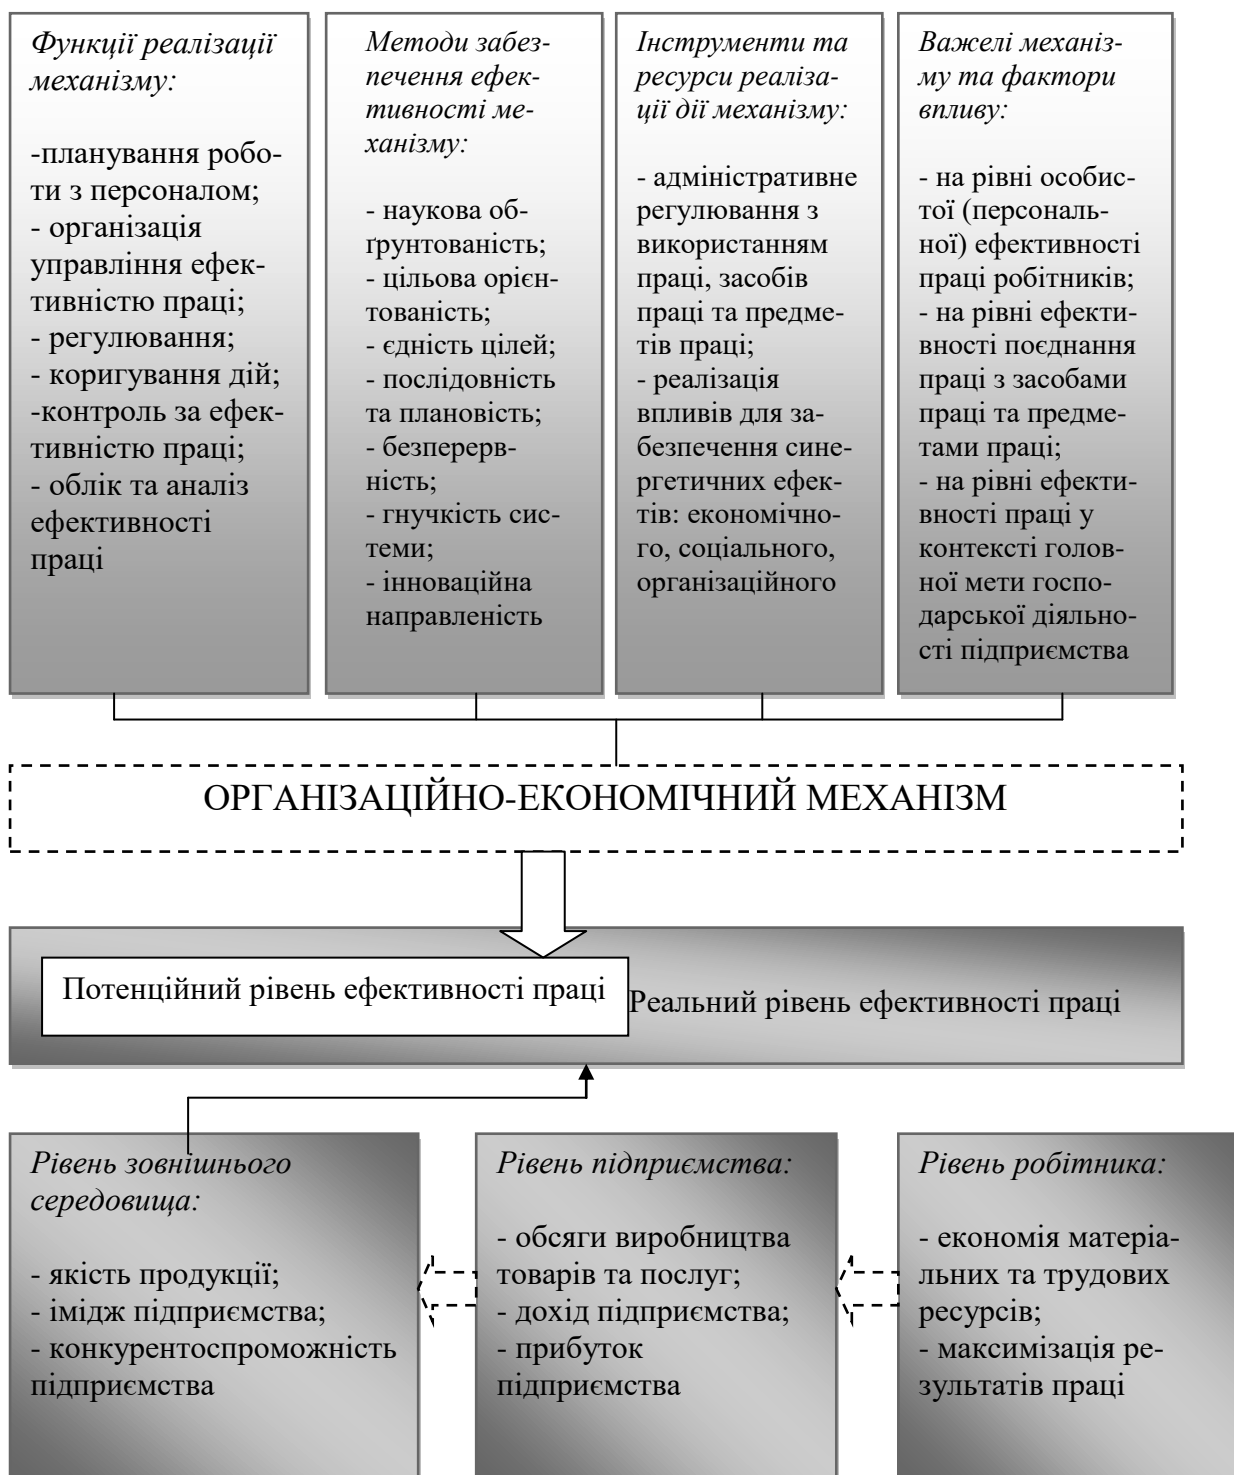 Функції реалізації
механізму:
-планування робо-
ти з персоналом;
- організація
управління ефек-
тивністю праці;
- регулювання;
- коригування дій;
-контроль за ефек-
тивністю праці;
- облік та аналіз
ефективності
праці
Методи забез-
печення ефек-
тивності ме-
ханізму:
- наукова об-
ґрунтованість;
- цільова орієн-
тованість;
- єдність цілей;
- послідовність
та плановість;
- безперерв-
ність;
- гнучкість сис-
теми;
- інноваційна
направленість
Інструменти та
ресурси реаліза-
ції дії механізму:
- адміністративне
регулювання з
використанням
праці, засобів
праці та предме-
тів праці;
- реалізація
впливів для за-
безпечення сине-
ргетичних ефек-
тів: економічно-
го, соціального,
організаційного
Важелі механіз-
му та фактори
впливу:
- на рівні особис-
тої (персональ-
ної) ефективності
праці робітників;
- на рівні ефекти-
вності поєднання
праці з засобами
праці та предме-
тами праці;
- на рівні ефекти-
вності праці у
контексті голов-
ної мети госпо-
дарської діяльно-
сті підприємства
ОРГАНІЗАЦІЙНО-ЕКОНОМІЧНИЙ МЕХАНІЗМ
Потенційний рівень ефективності праці
Реальний рівень ефективності праці
Рівень зовнішнього
середовища:
- якість продукції;
- імідж підприємства;
- конкурентоспроможність
підприємства
Рівень підприємства:
- обсяги виробництва
товарів та послуг;
- дохід підприємства;
- прибуток
підприємства
Рівень робітника:
- економія матеріа-
льних та трудових
ресурсів;
- максимізація ре-
зультатів праці